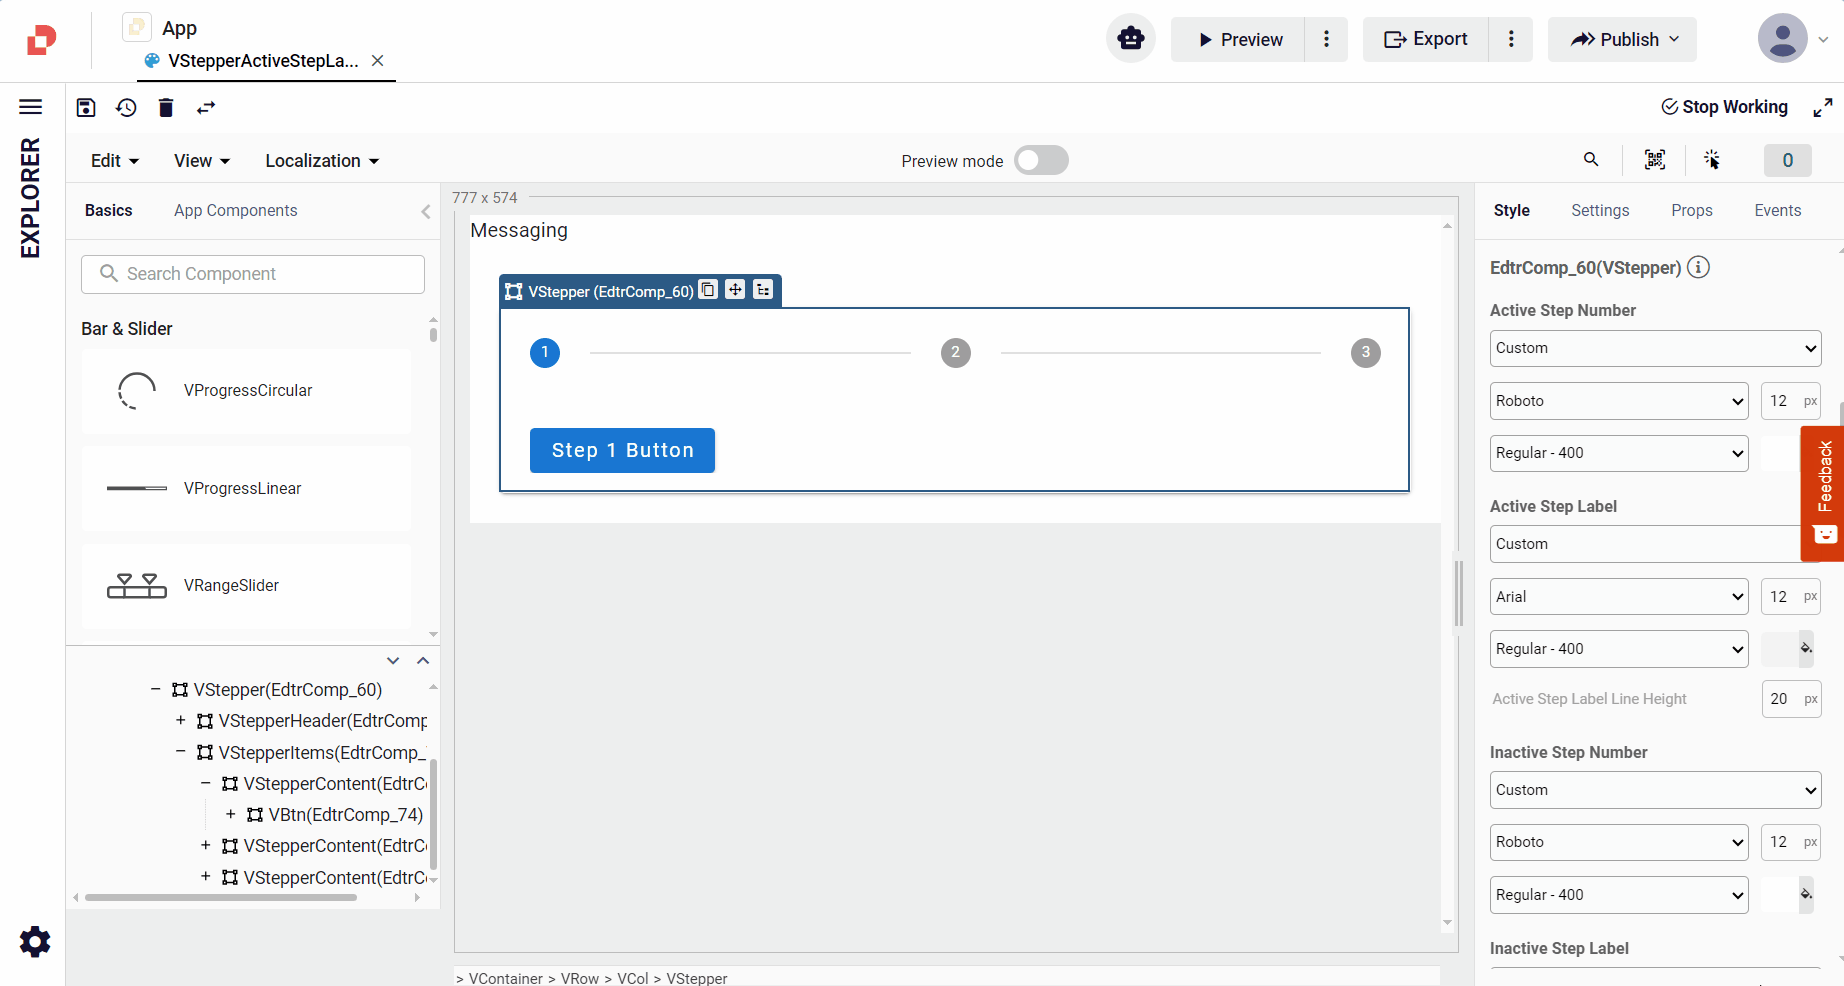 App
VStepperActiveStepLa...
Preview
Export
Publish
Stop Working
EXPLORER
Edit
View
Localization
Preview mode
0
Basics
App Components
Search Component
Bar & Slider
VProgressCircular
VProgressLinear
VRangeSlider
VStepper(EdtrComp_60)
VStepperHeader(EdtrComp
VStepperItems(EdtrComp_
VStepperContent(EdtrC
VBtn(EdtrComp_74)
VStepperContent(EdtrC
VStepperContent(EdtrC
777 x 574
Messaging
VStepper (EdtrComp_60)
1
2
3
Step 1 Button
> VContainer > VRow > VCol > VStepper
Style
Settings
Props
Events
EdtrComp_60(VStepper)
Active Step Number
Custom
Roboto
12 px
Regular - 400
Feedback
Active Step Label
Custom
Arial
12 px
Regular - 400
Active Step Label Line Height
20 px
Inactive Step Number
Custom
Roboto
12 px
Regular - 400
Inactive Step Label